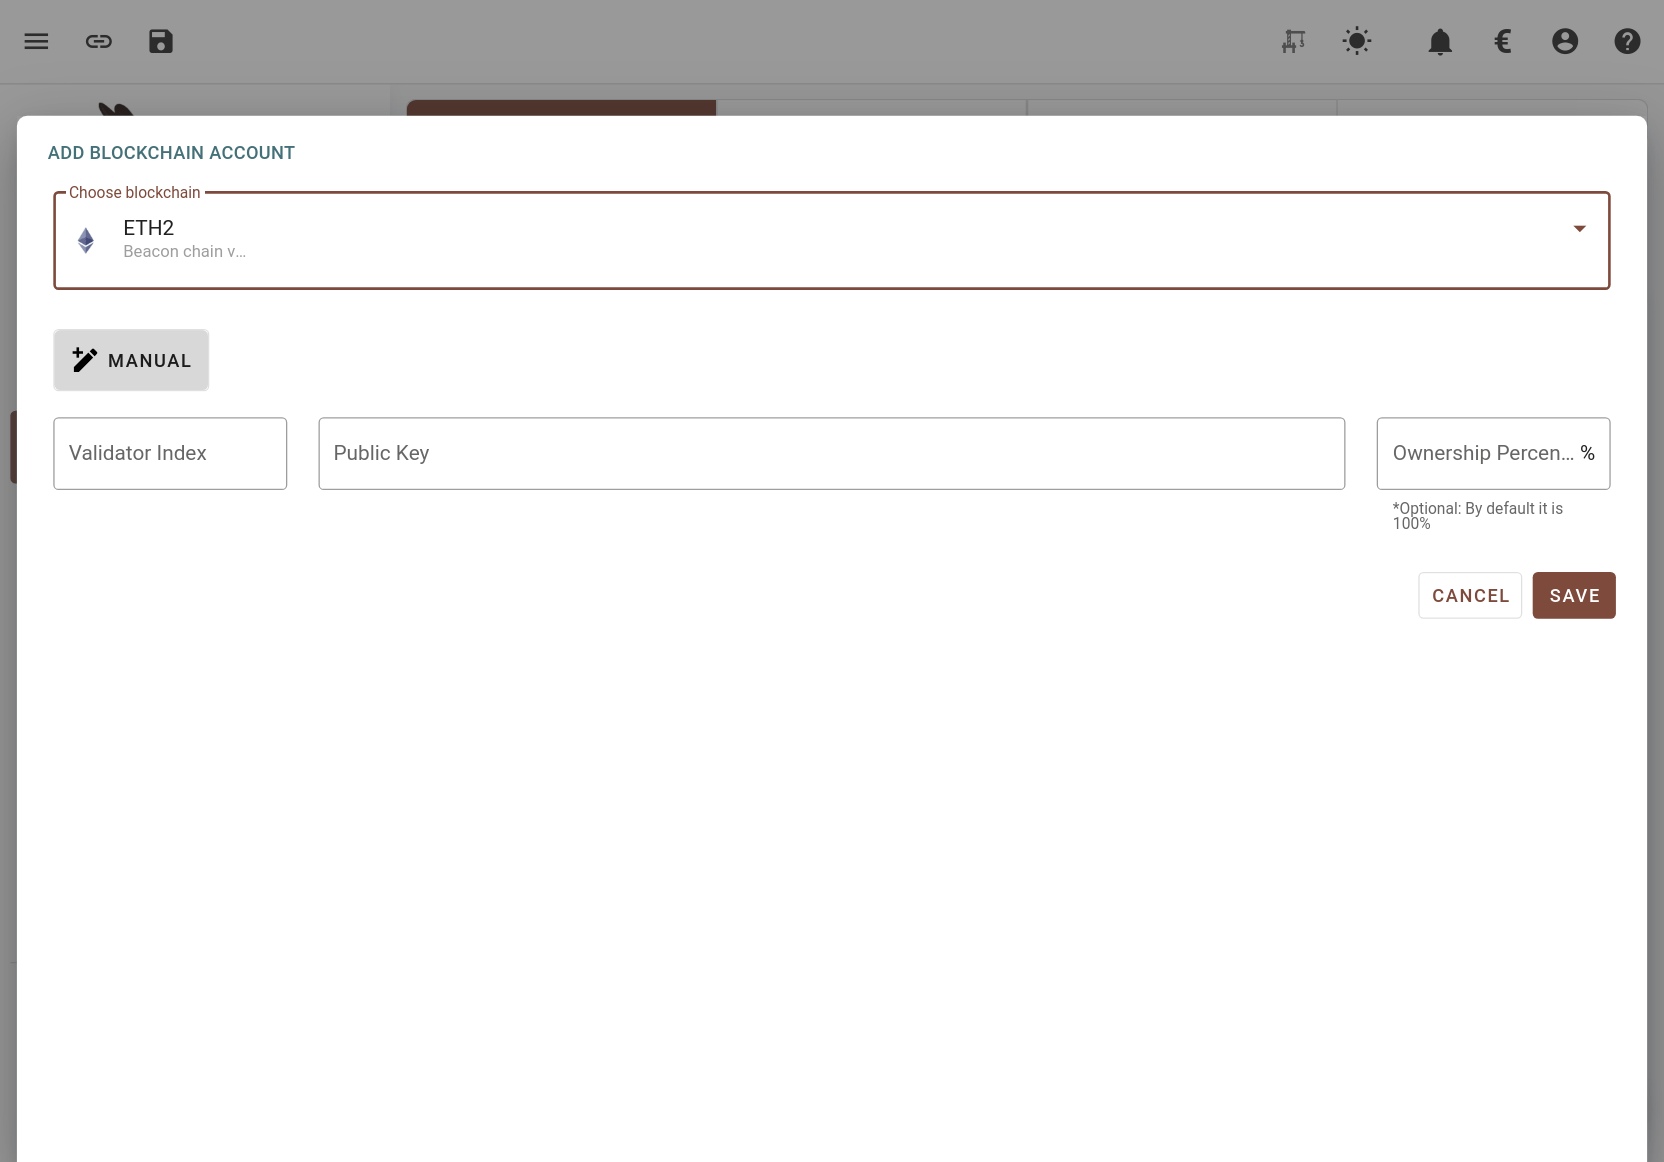 €
ADD BLOCKCHAIN ACCOUNT
Choose blockchain
ETH2
Beacon chain v...
MANUAL
Validator Index
Public Key
Ownership Percen... %
*Optional: By default it is
100%
CANCEL
SAVE